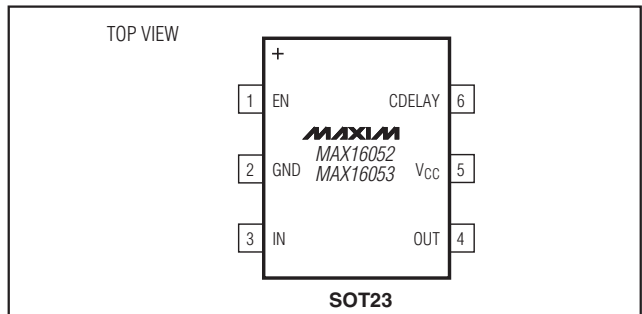 TOP VIEW
+
1 EN CDELAY 6
MAXIM
MAX16052
2 GND MAX16053 VCC 5
3 IN OUT 4
SOT23